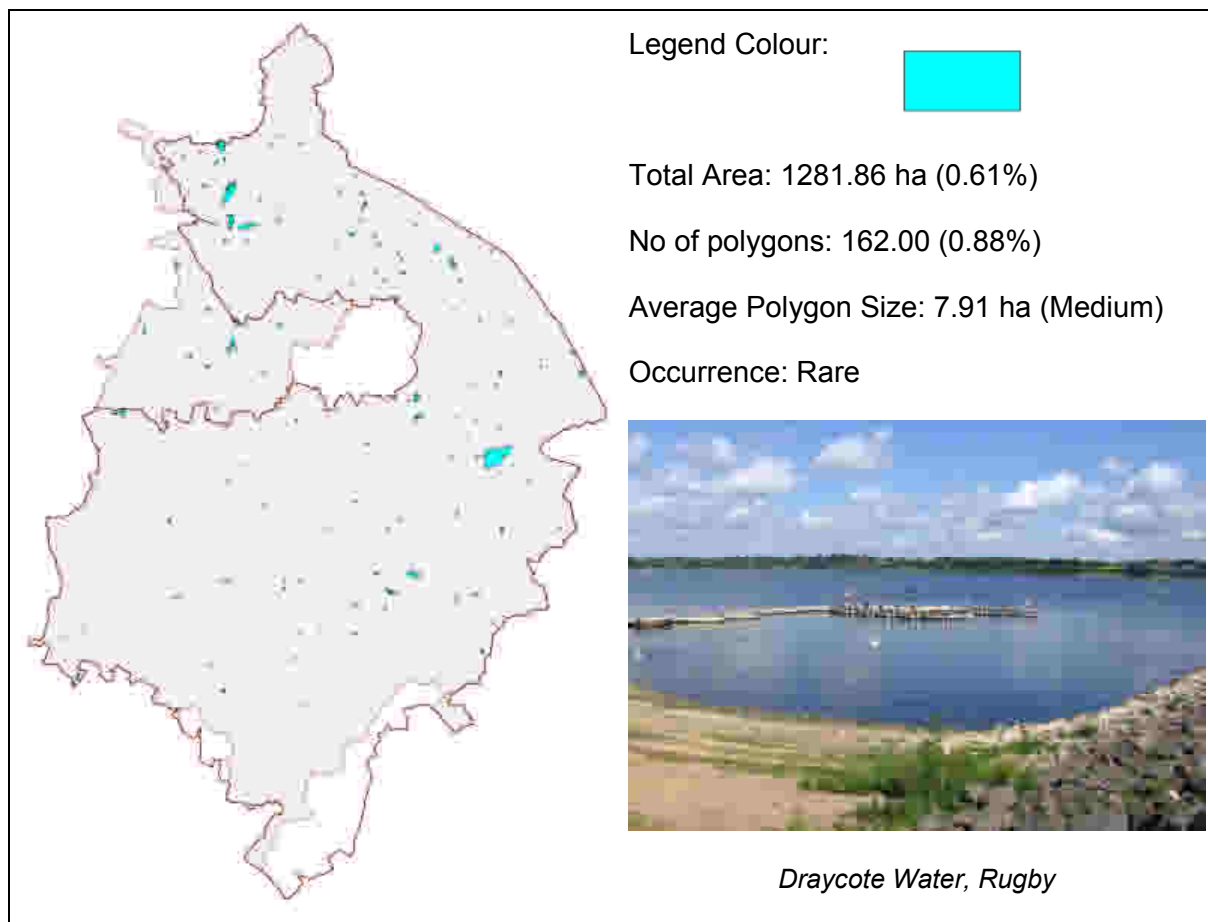 Legend Colour:
Total Area: 1281.86 ha (0.61%)
No of polygons: 162.00 (0.88%)
Average Polygon Size: 7.91 ha (Medium)
Occurrence: Rare
Draycote Water, Rugby